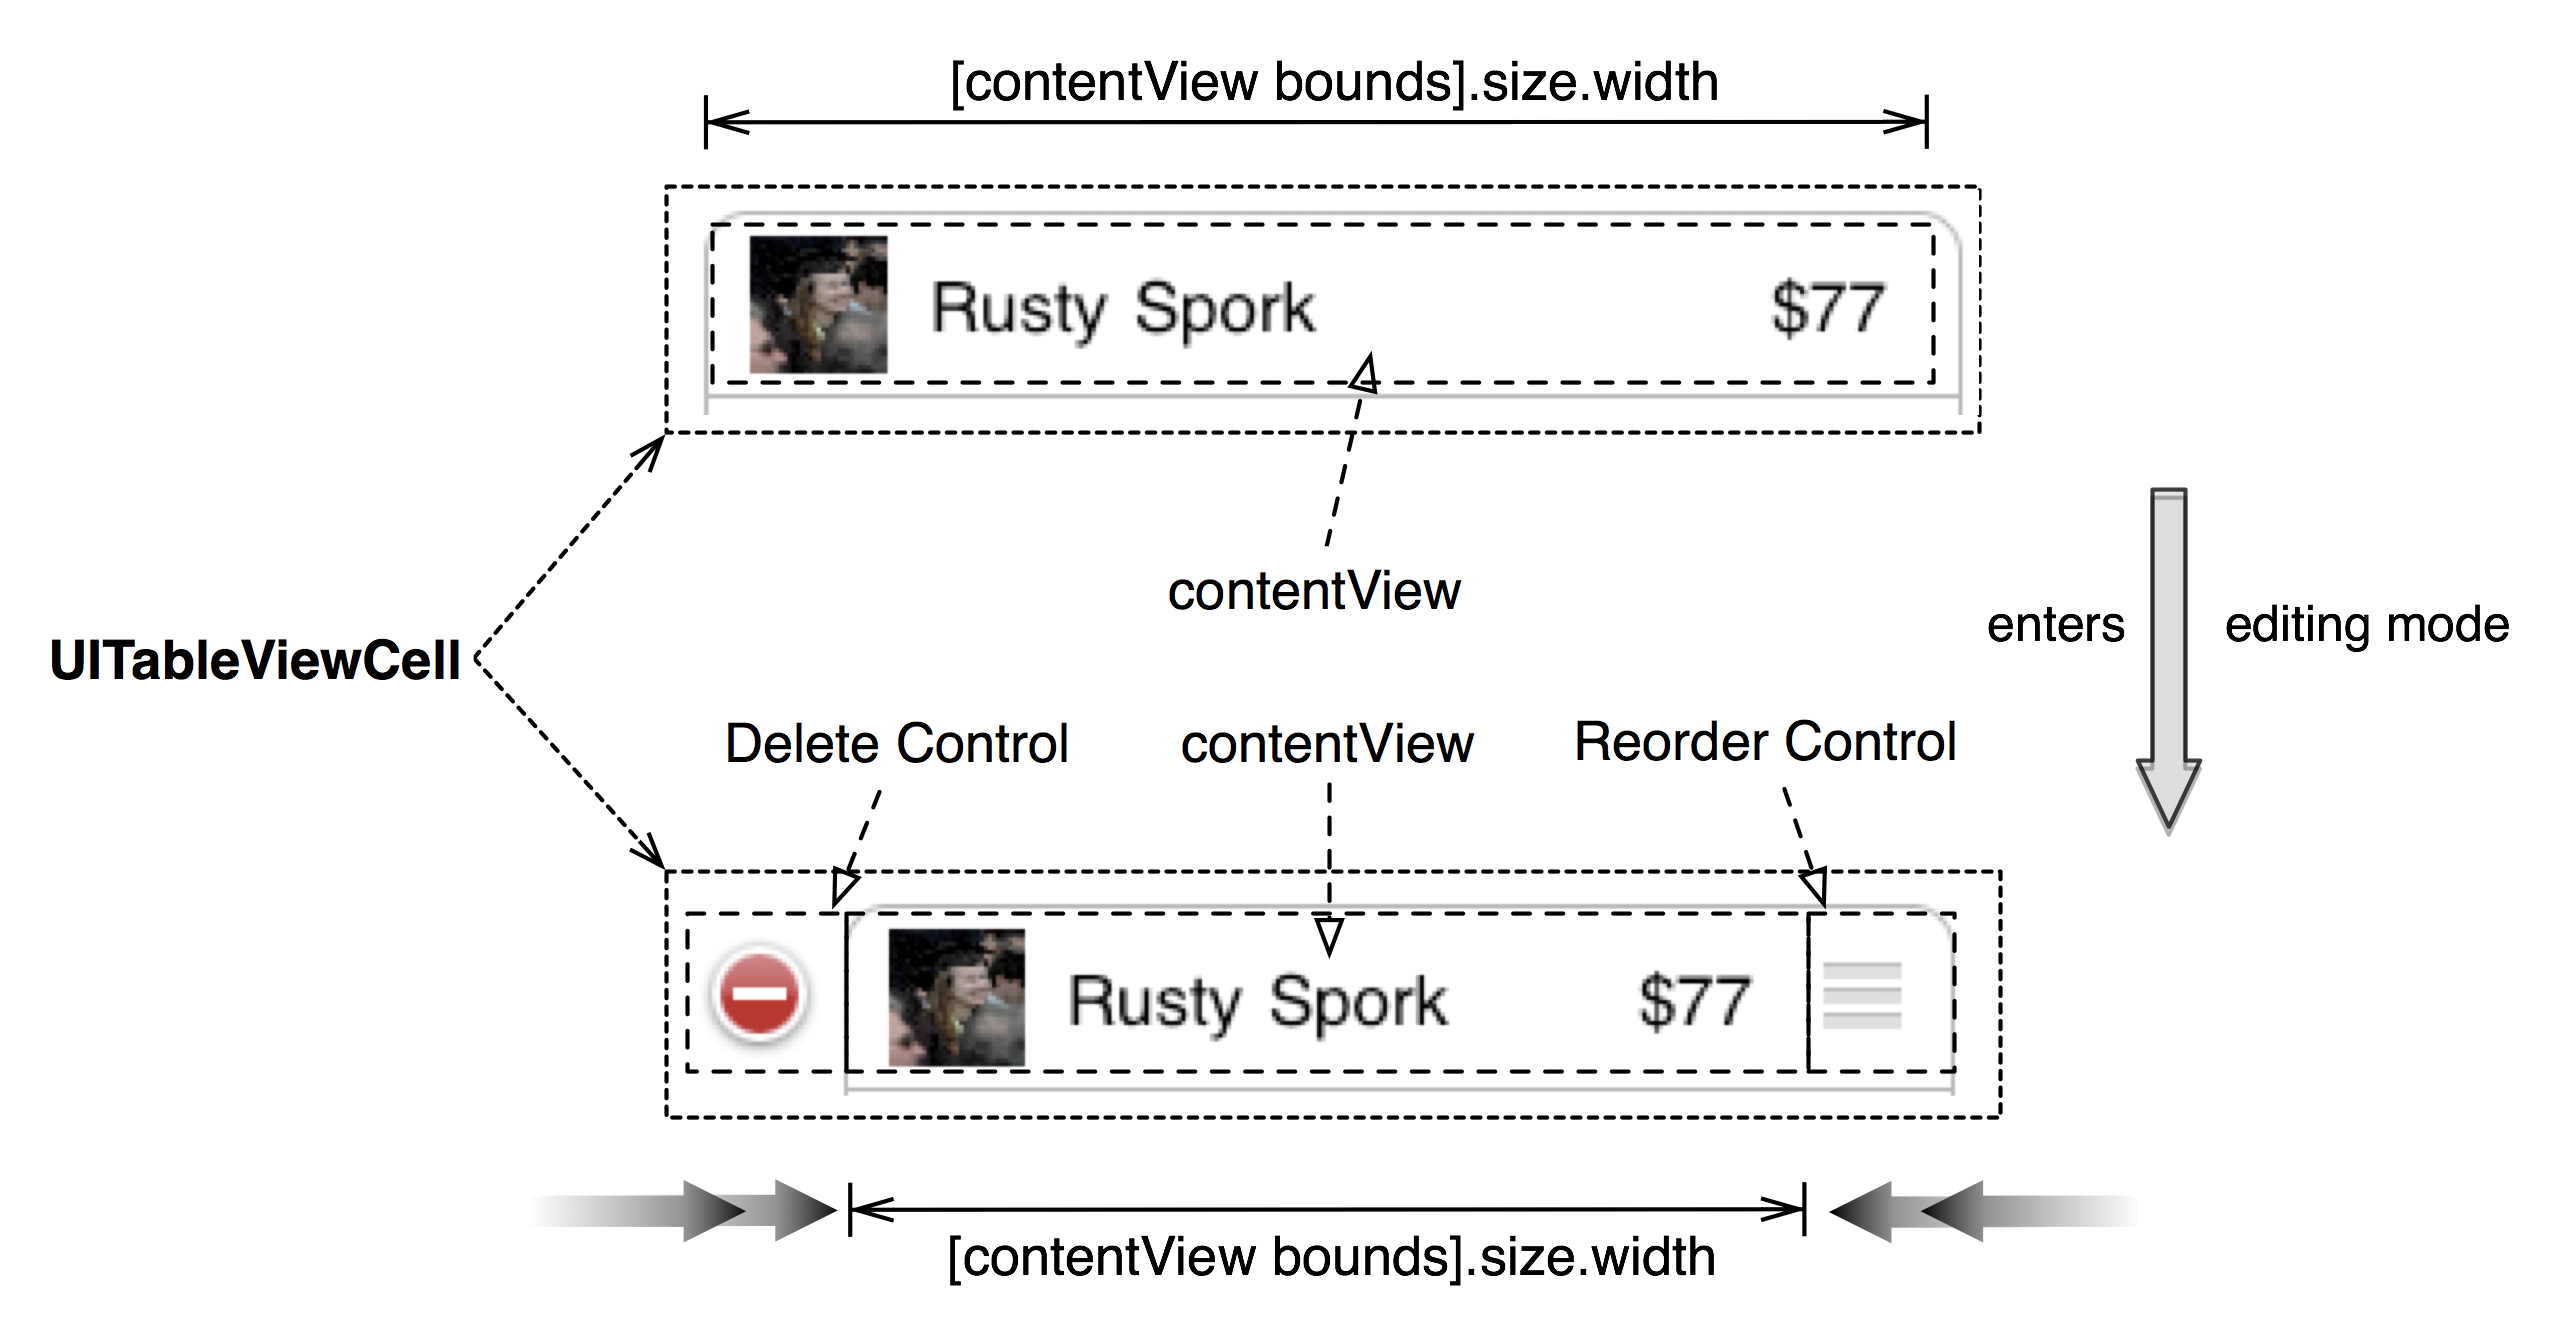 [contentView bounds].size.width
Rusty Spork $77
contentView
enters editing mode
UITableViewCell
Delete Control contentView Reorder Control
Rusty Spork $77
[contentView bounds].size.width